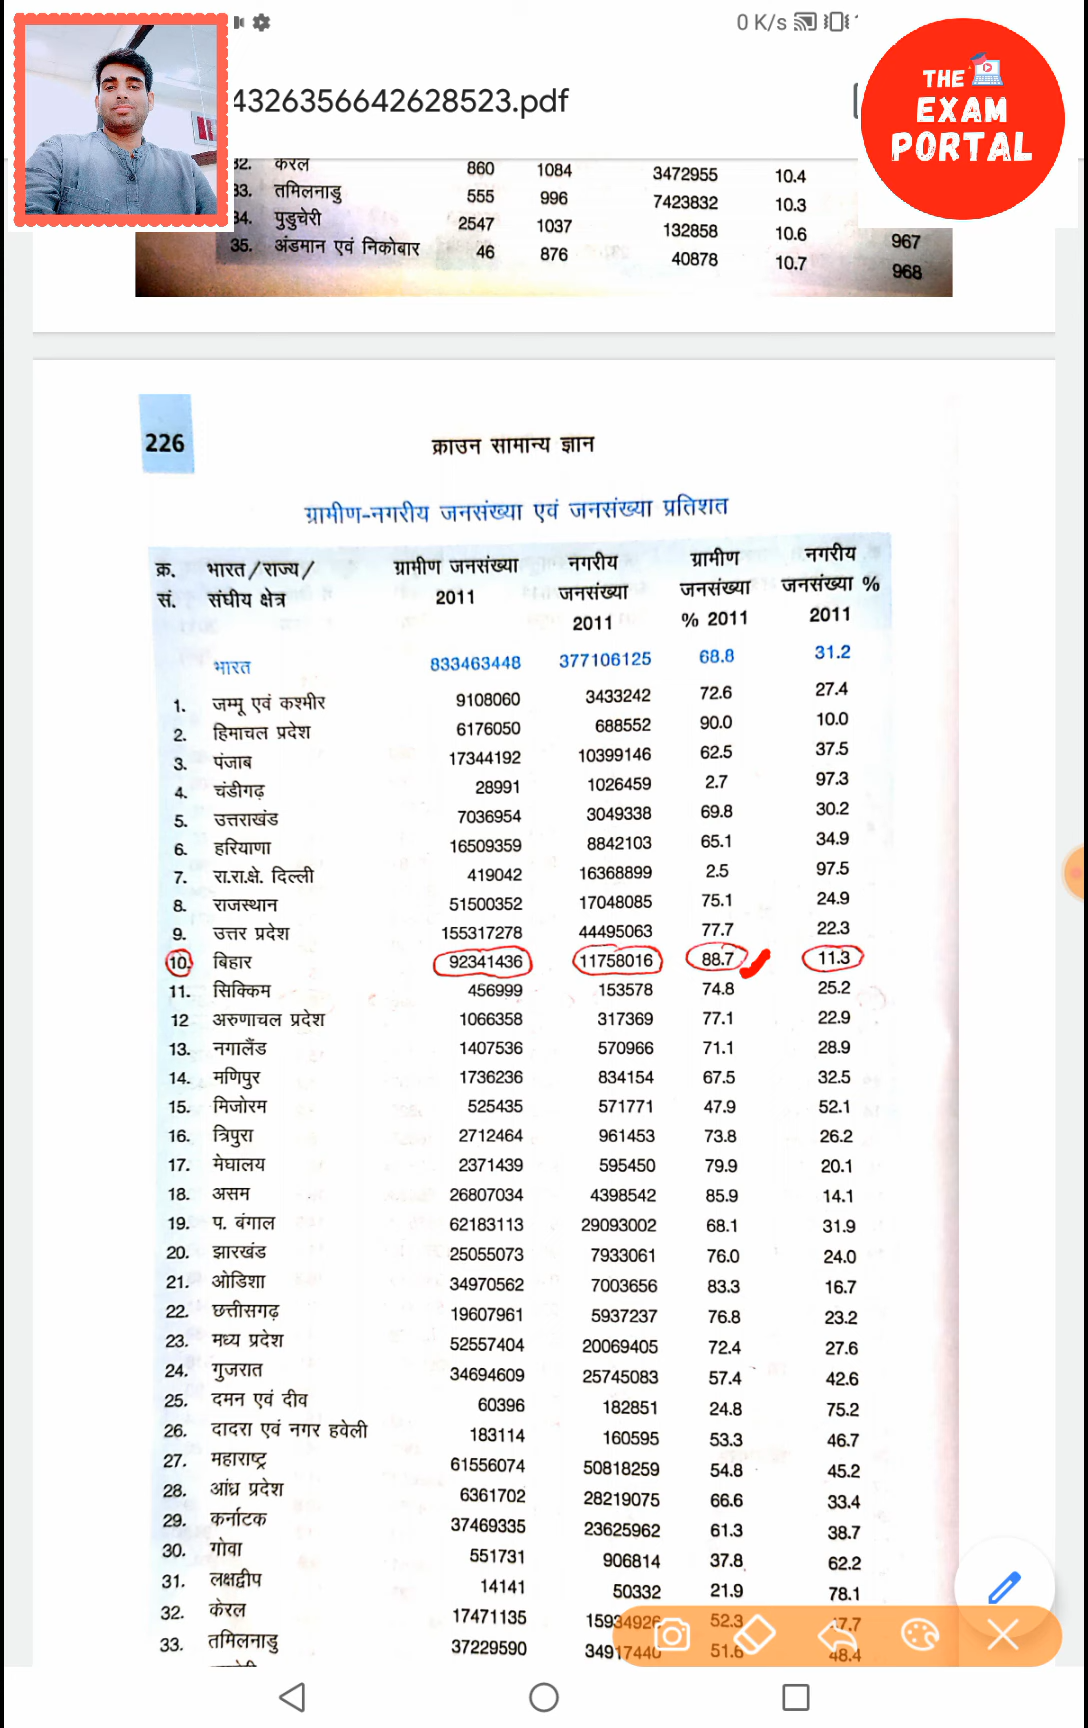 0 K/s
THE
EXAM
PORTAL
4326356642628523.pdf
32. केरल 860 1084 3472955 10.4
33. तमिलनाडु 555 996 7423832 10.3
34. पुडुचेरी 2547 1037 132858 10.6 967
35. अंडमान एवं निकोबार 46 876 40878 10.7 968
226
क्राउन सामान्य ज्ञान
ग्रामीण-नगरीय जनसंख्या एवं जनसंख्या प्रतिशत
क्र. भारत/राज्य/ ग्रामीण जनसंख्या नगरीय ग्रामीण नगरीय
सं. संघीय क्षेत्र 2011 जनसंख्या जनसंख्या जनसंख्या %
2011 % 2011 2011
भारत 833463448 377106125 68.8 31.2
1. जम्मू एवं कश्मीर 9108060 3433242 72.6 27.4
2. हिमाचल प्रदेश 6176050 688552 90.0 10.0
3. पंजाब 17344192 10399146 62.5 37.5
4. चंडीगढ़ 28991 1026459 2.7 97.3
5. उत्तराखंड 7036954 3049338 69.8 30.2
6. हरियाणा 16509359 8842103 65.1 34.9
7. रा.रा.क्षे. दिल्ली 419042 16368899 2.5 97.5
8. राजस्थान 51500352 17048085 75.1 24.9
9. उत्तर प्रदेश 155317278 44495063 77.7 22.3
10. बिहार 92341436 11758016 88.7 11.3
11. सिक्किम 456999 153578 74.8 25.2
12 अरुणाचल प्रदेश 1066358 317369 77.1 22.9
13. नगालैंड 1407536 570966 71.1 28.9
14. मणिपुर 1736236 834154 67.5 32.5
15. मिजोरम 525435 571771 47.9 52.1
16. त्रिपुरा 2712464 961453 73.8 26.2
17. मेघालय 2371439 595450 79.9 20.1
18. असम 26807034 4398542 85.9 14.1
19. प. बंगाल 62183113 29093002 68.1 31.9
20. झारखंड 25055073 7933061 76.0 24.0
21. ओडिशा 34970562 7003656 83.3 16.7
22. छत्तीसगढ़ 19607961 5937237 76.8 23.2
23. मध्य प्रदेश 52557404 20069405 72.4 27.6
24. गुजरात 34694609 25745083 57.4 42.6
25. दमन एवं दीव 60396 182851 24.8 75.2
26. दादरा एवं नगर हवेली 183114 160595 53.3 46.7
27. महाराष्ट्र 61556074 50818259 54.8 45.2
28. आंध्र प्रदेश 6361702 28219075 66.6 33.4
29. कर्नाटक 37469335 23625962 61.3 38.7
30. गोवा 551731 906814 37.8 62.2
31. लक्षद्वीप 14141 50332 21.9 78.1
32. केरल 17471135 15934926 52.3 47.7
33. तमिलनाडु 37229590 34917440 51.6 48.4